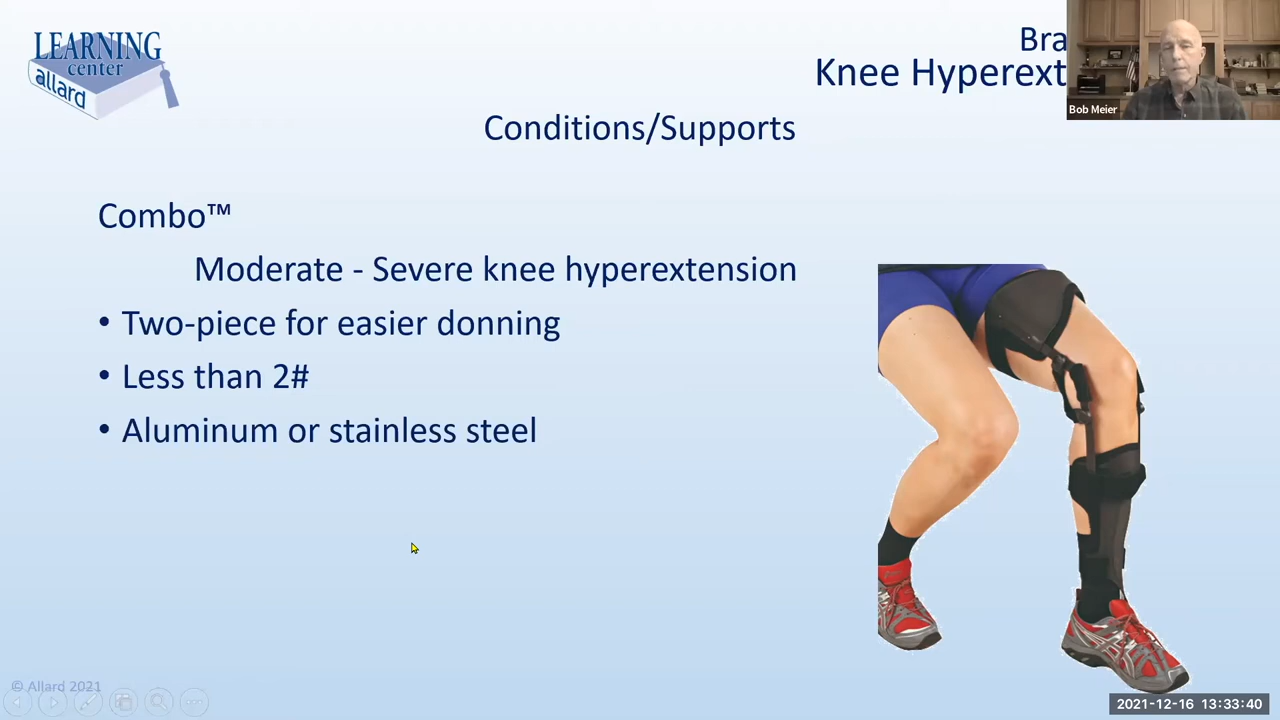 LEARNING
center
allard
Bra
Knee Hyperext
Bob Meier
Conditions/Supports
Combo™
Moderate - Severe knee hyperextension
• Two-piece for easier donning
• Less than 2#
• Aluminum or stainless steel
© Allard 2021
2021-12-16 13:33:40